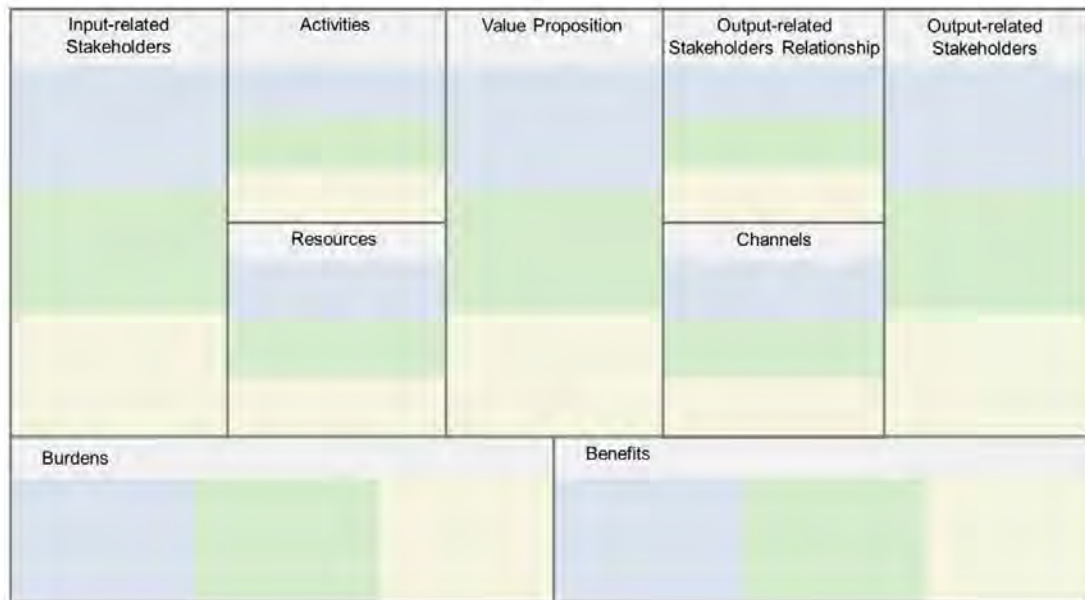 Input-related
Stakeholders
Activities
Value Proposition
Output-related
Stakeholders Relationship
Output-related
Stakeholders
Resources
Channels
Burdens
Benefits